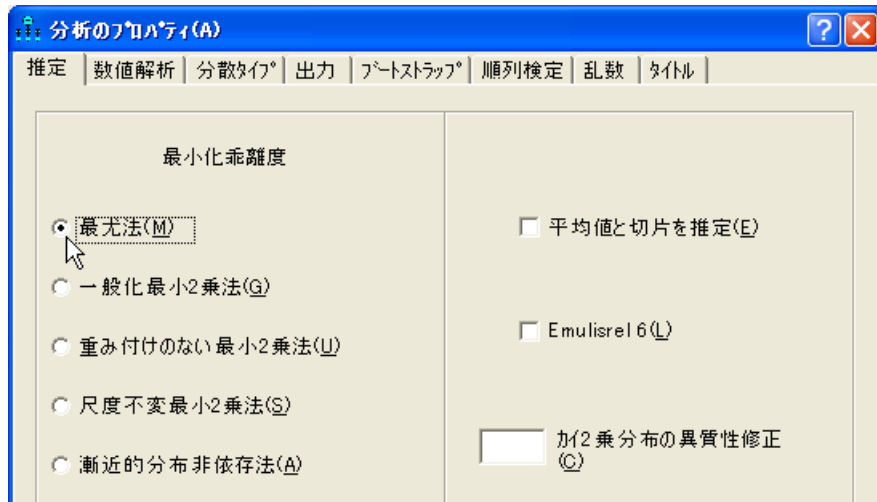 分析のﾌﾟﾛﾊﾟﾃｨ(A)
推定 数値解析 分散ﾀｲﾌﾟ 出力 ﾌﾞｰﾄｽﾄﾗｯﾌﾟ 順列検定 乱数 ﾀｲﾄﾙ
最小化乖離度
最尤法(M)
一般化最小2乗法(G)
重み付けのない最小2乗法(U)
尺度不変最小2乗法(S)
漸近的分布非依存法(A)
平均値と切片を推定(E)
Emulisrel 6(L)
ｶｲ2乗分布の異質性修正
(C)